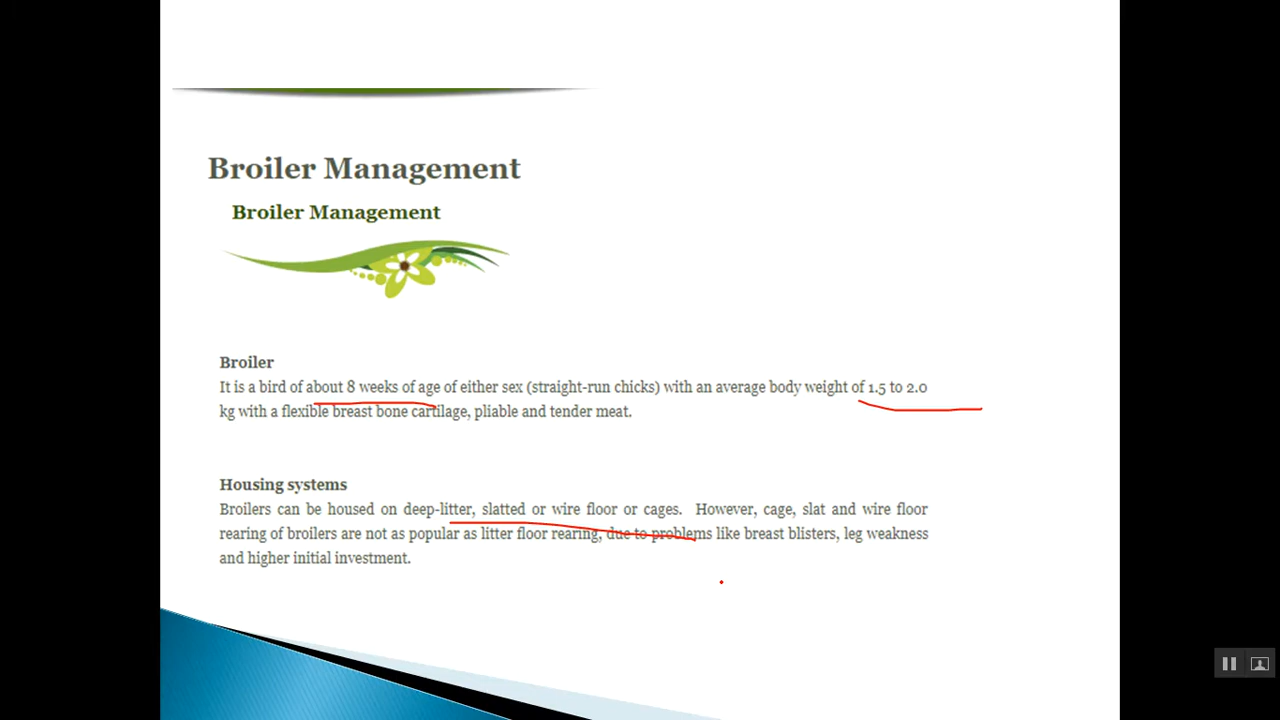 Broiler Management
Broiler Management
Broiler
It is a bird of about 8 weeks of age of either sex (straight-run chicks) with an average body weight of 1.5 to 2.0
kg with a flexible breast bone cartilage, pliable and tender meat.
Housing systems
Broilers can be housed on deep-litter, slatted or wire floor or cages. However, cage, slat and wire floor
rearing of broilers are not as popular as litter floor rearing, due to problems like breast blisters, leg weakness
and higher initial investment.